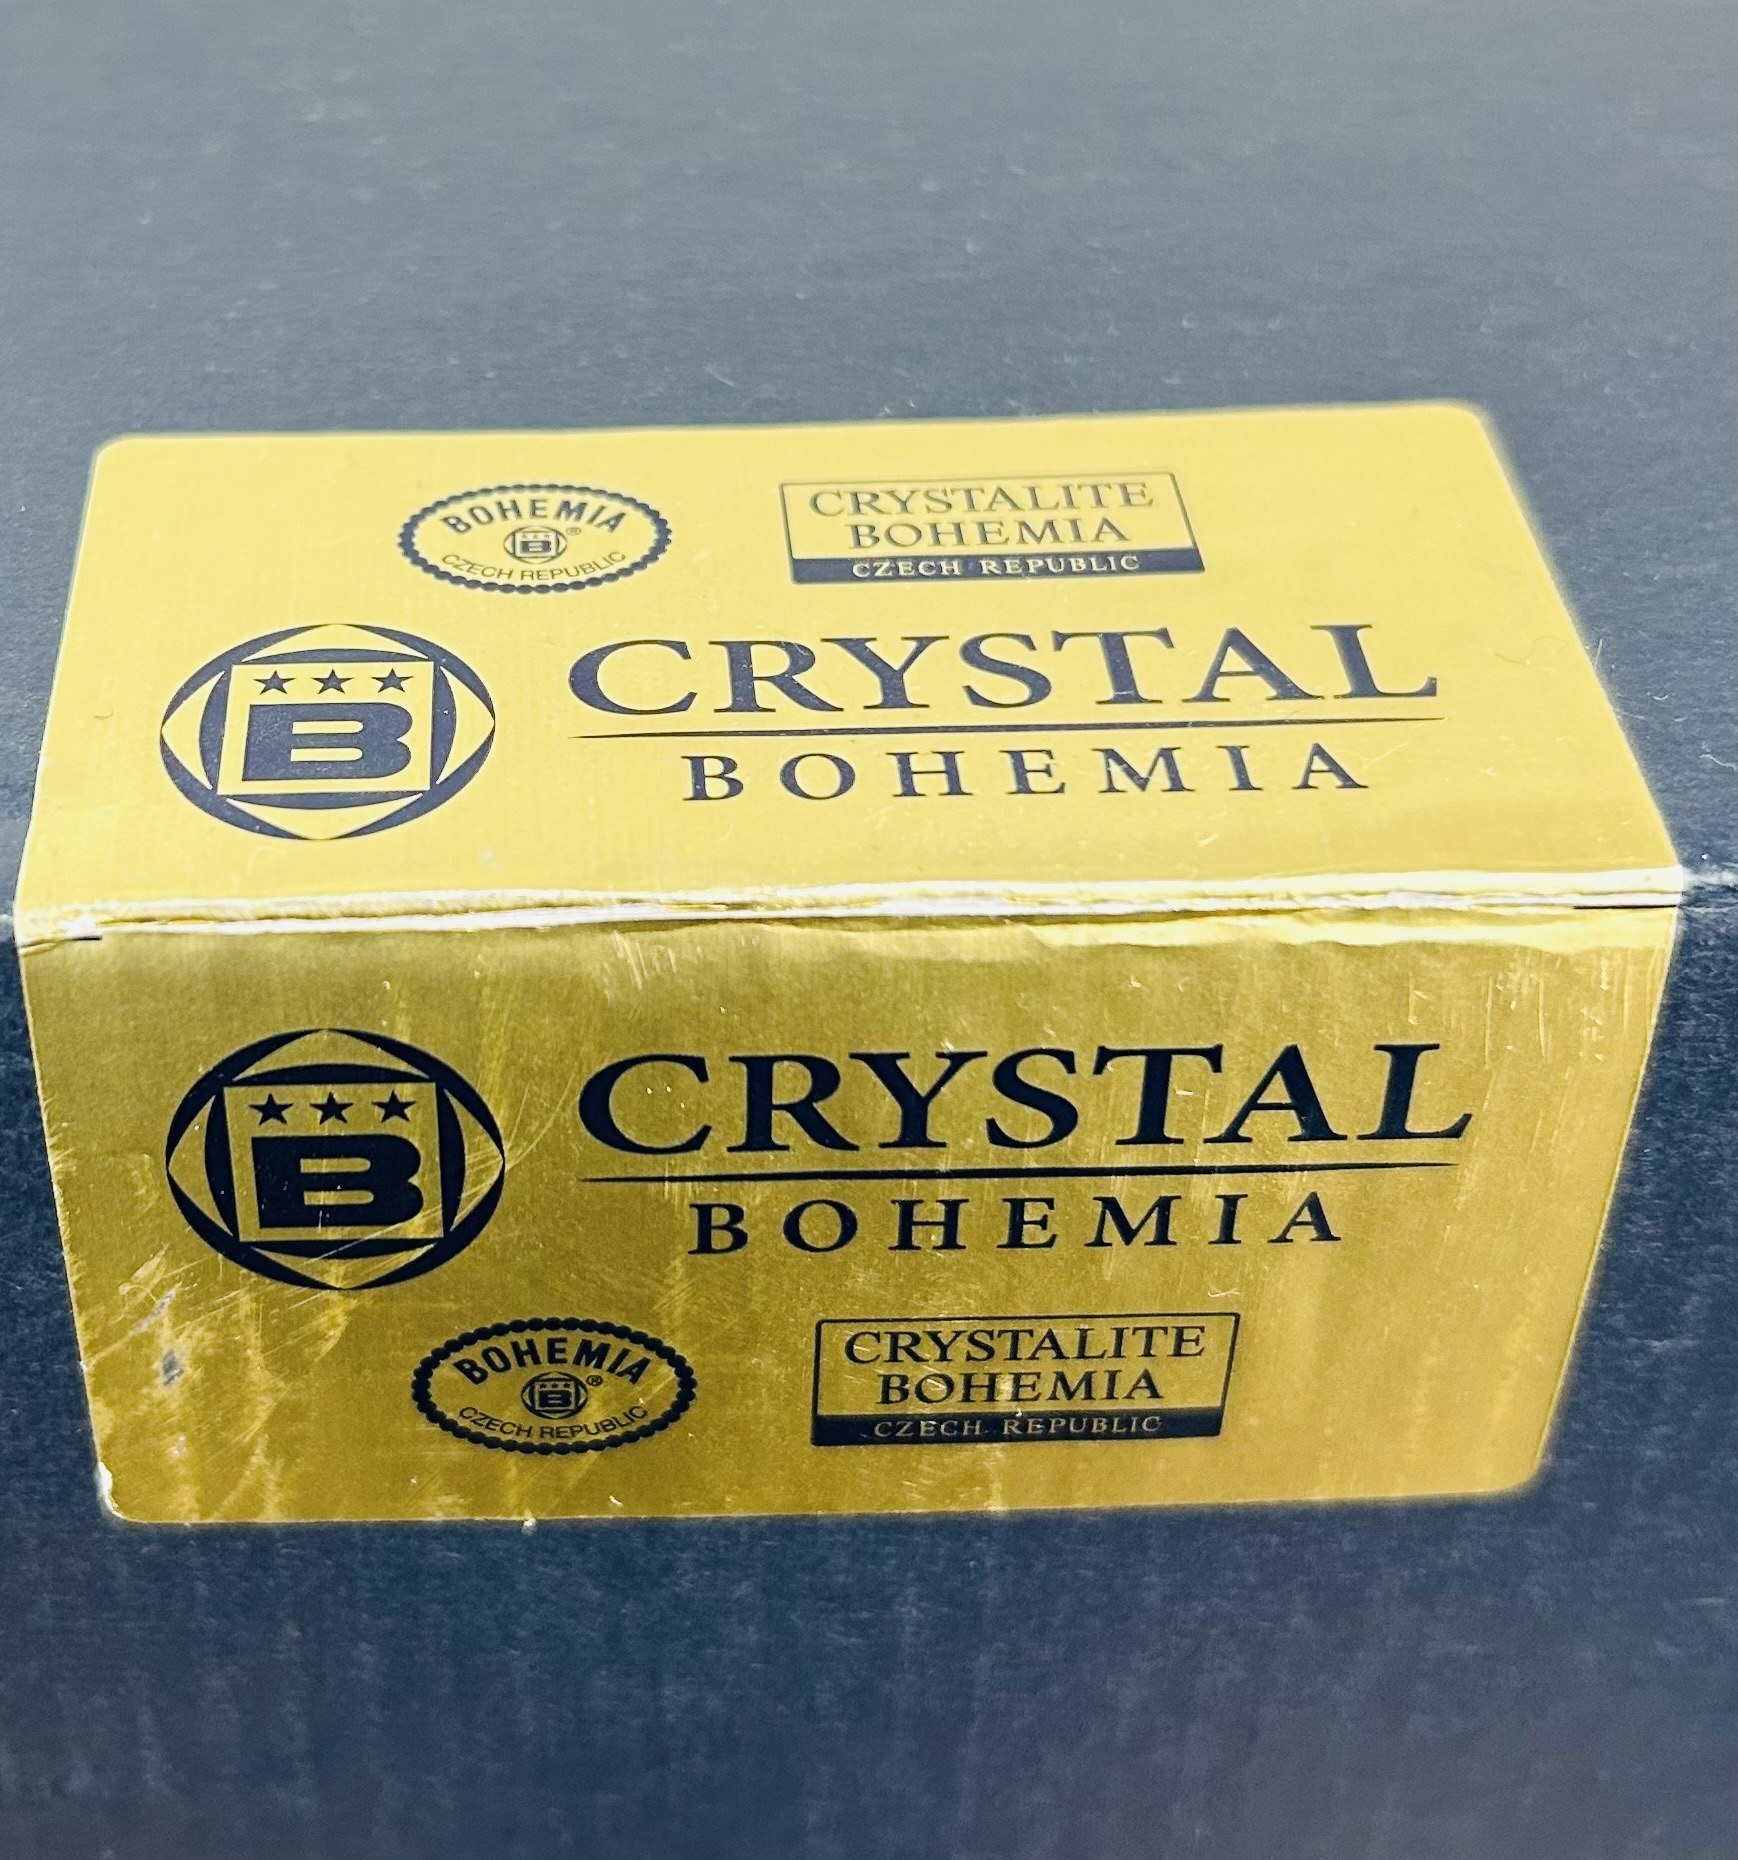 BOHEMIA
B
®
CZECH REPUBLIC
CRYSTALITE
BOHEMIA
CZECH REPUBLIC
B
CRYSTAL
BOHEMIA
B
CRYSTAL
BOHEMIA
BOHEMIA
B
®
CZECH REPUBLIC
CRYSTALITE
BOHEMIA
CZECH REPUBLIC